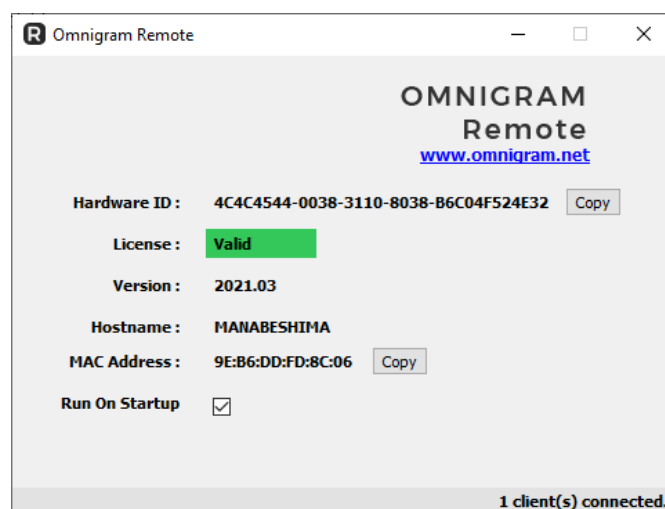 Omnigram Remote
OMNIGRAM
Remote
www.omnigram.net
Hardware ID : 4C4C4544-0038-3110-8038-B6C04F524E32 Copy
License : Valid
Version : 2021.03
Hostname : MANABESHIMA
MAC Address : 9E:B6:DD:FD:8C:06 Copy
Run On Startup
1 client(s) connected.